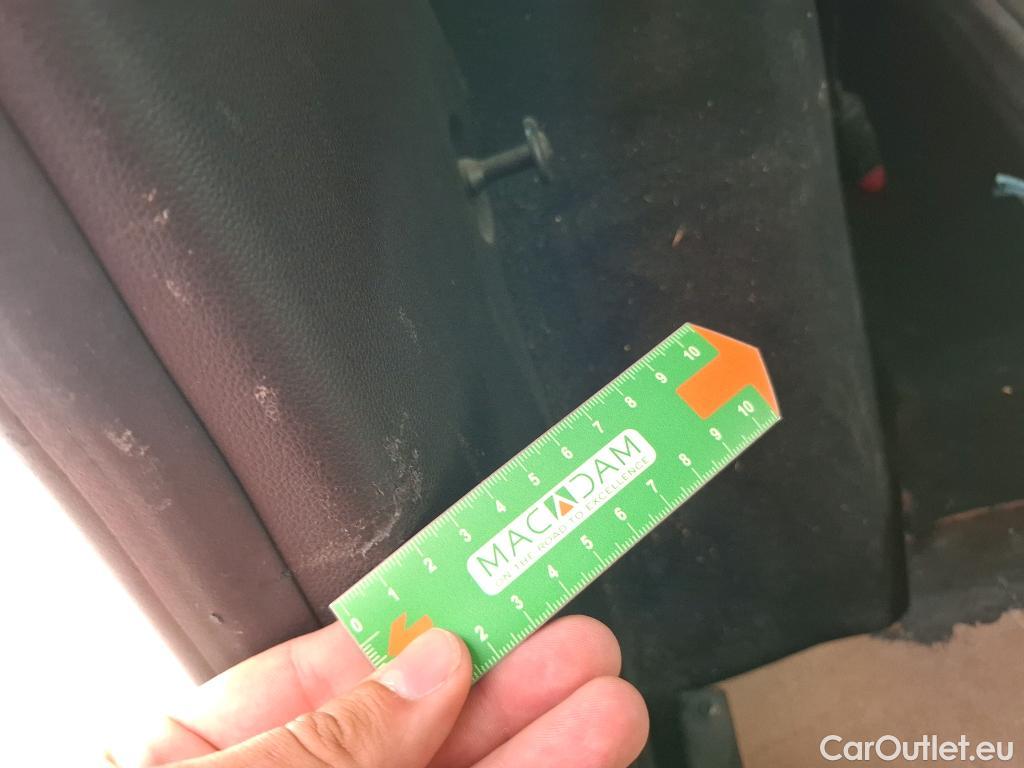 0 1 2 3 4 5 6 7 8 9 10
MACADAM
ON THE ROAD TO EXCELLENCE
2 3 4 5 6 7 8 9 10
CarOutlet.eu